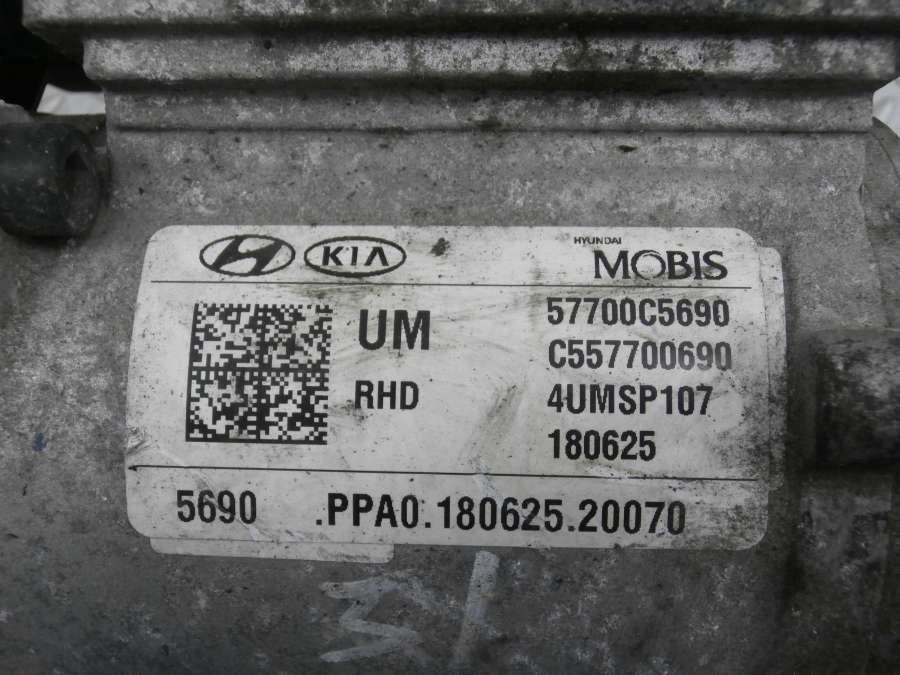 KIA
HYUNDAI
MOBIS
UM
57700C5690
C557700690
RHD
4UMSP107
180625
5690 .PPA0.180625.20070